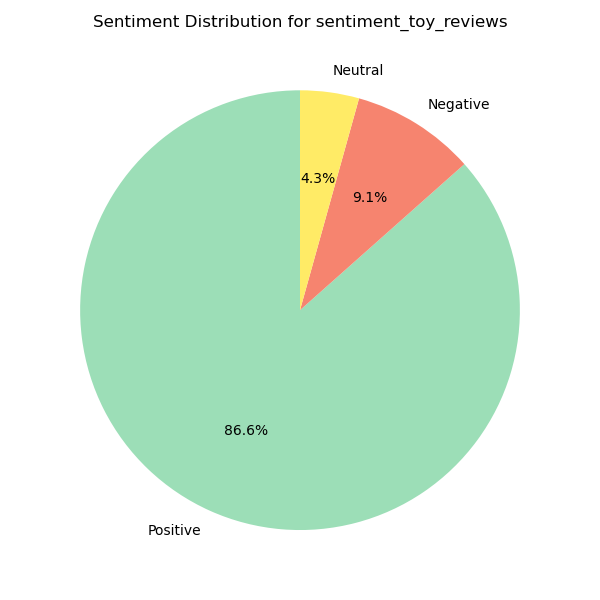 Sentiment Distribution for sentiment_toy_reviews
Neutral
Negative
4.3%
9.1%
86.6%
Positive